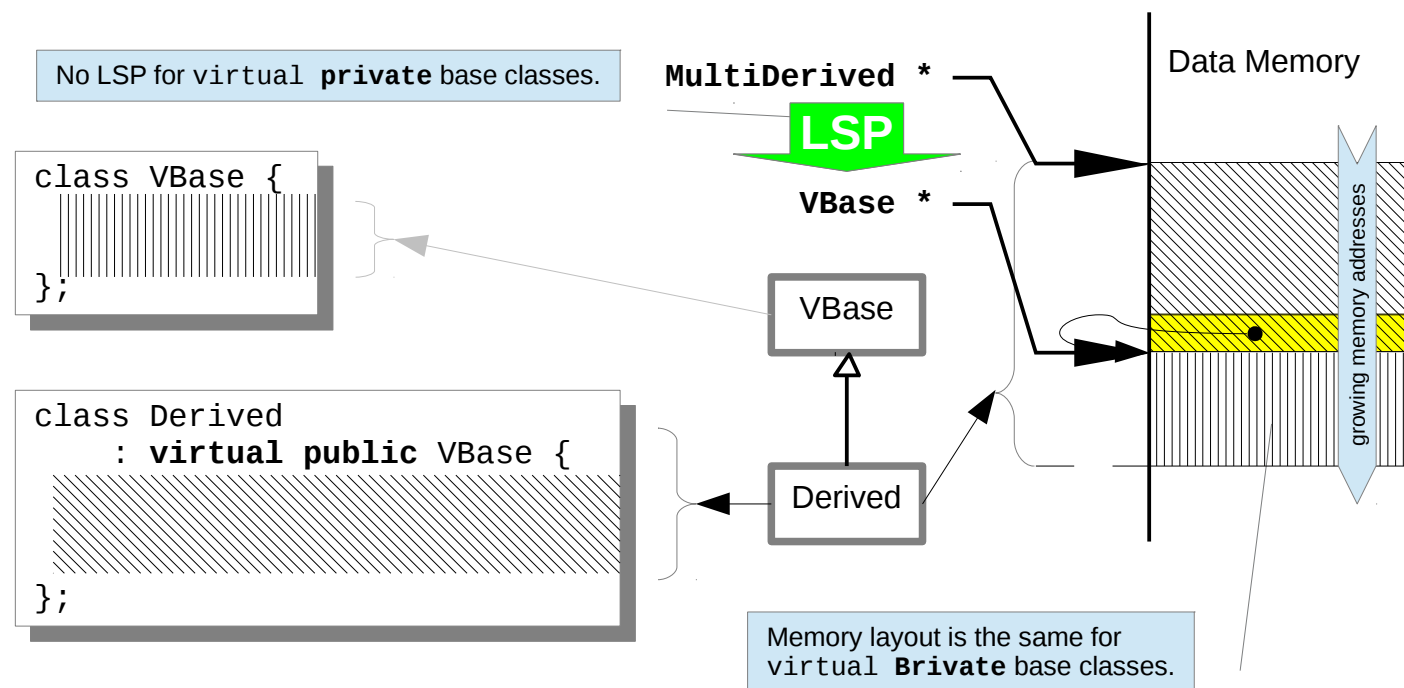 No LSP for virtual private base classes.
MultiDerived *
LSP
VBase *
Data Memory
growing memory addresses
class VBase {
};
VBase
class Derived
: virtual public VBase {
};
Derived
Memory layout is the same for
virtual Brivate base classes.